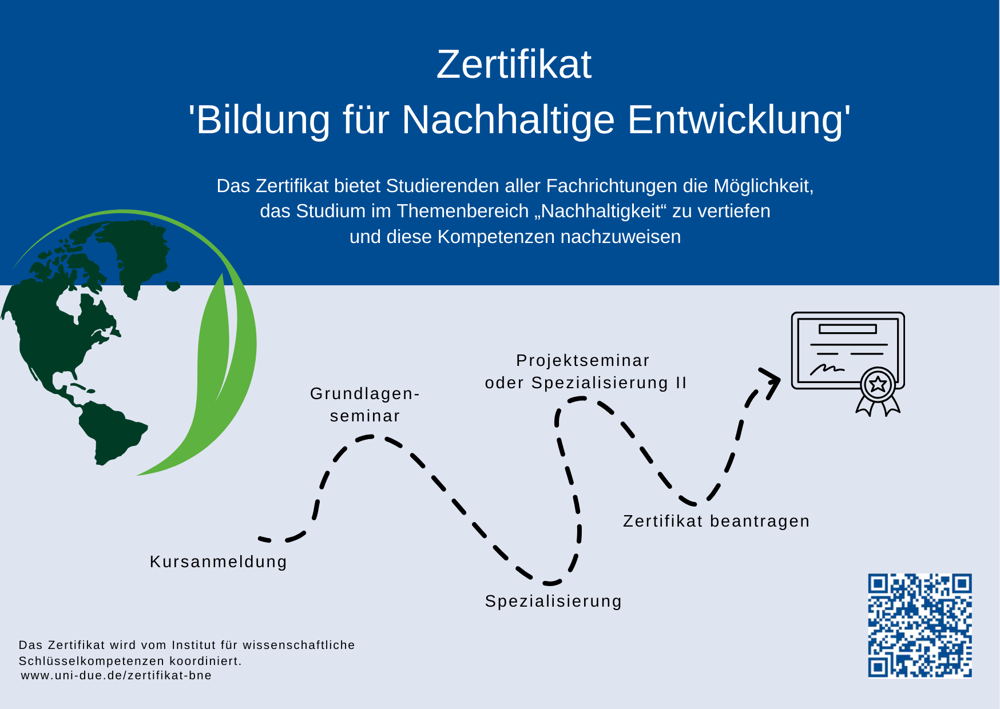 Zertifikat
'Bildung für Nachhaltige Entwicklung'
Das Zertifikat bietet Studierenden aller Fachrichtungen die Möglichkeit,
das Studium im Themenbereich „Nachhaltigkeit“ zu vertiefen
und diese Kompetenzen nachzuweisen
Kursanmeldung
Grundlagen-
seminar
Spezialisierung
Projektseminar
oder Spezialisierung II
Zertifikat beantragen
Das Zertifikat wird vom Institut für wissenschaftliche
Schlüsselkompetenzen koordiniert.
www.uni-due.de/zertifikat-bne